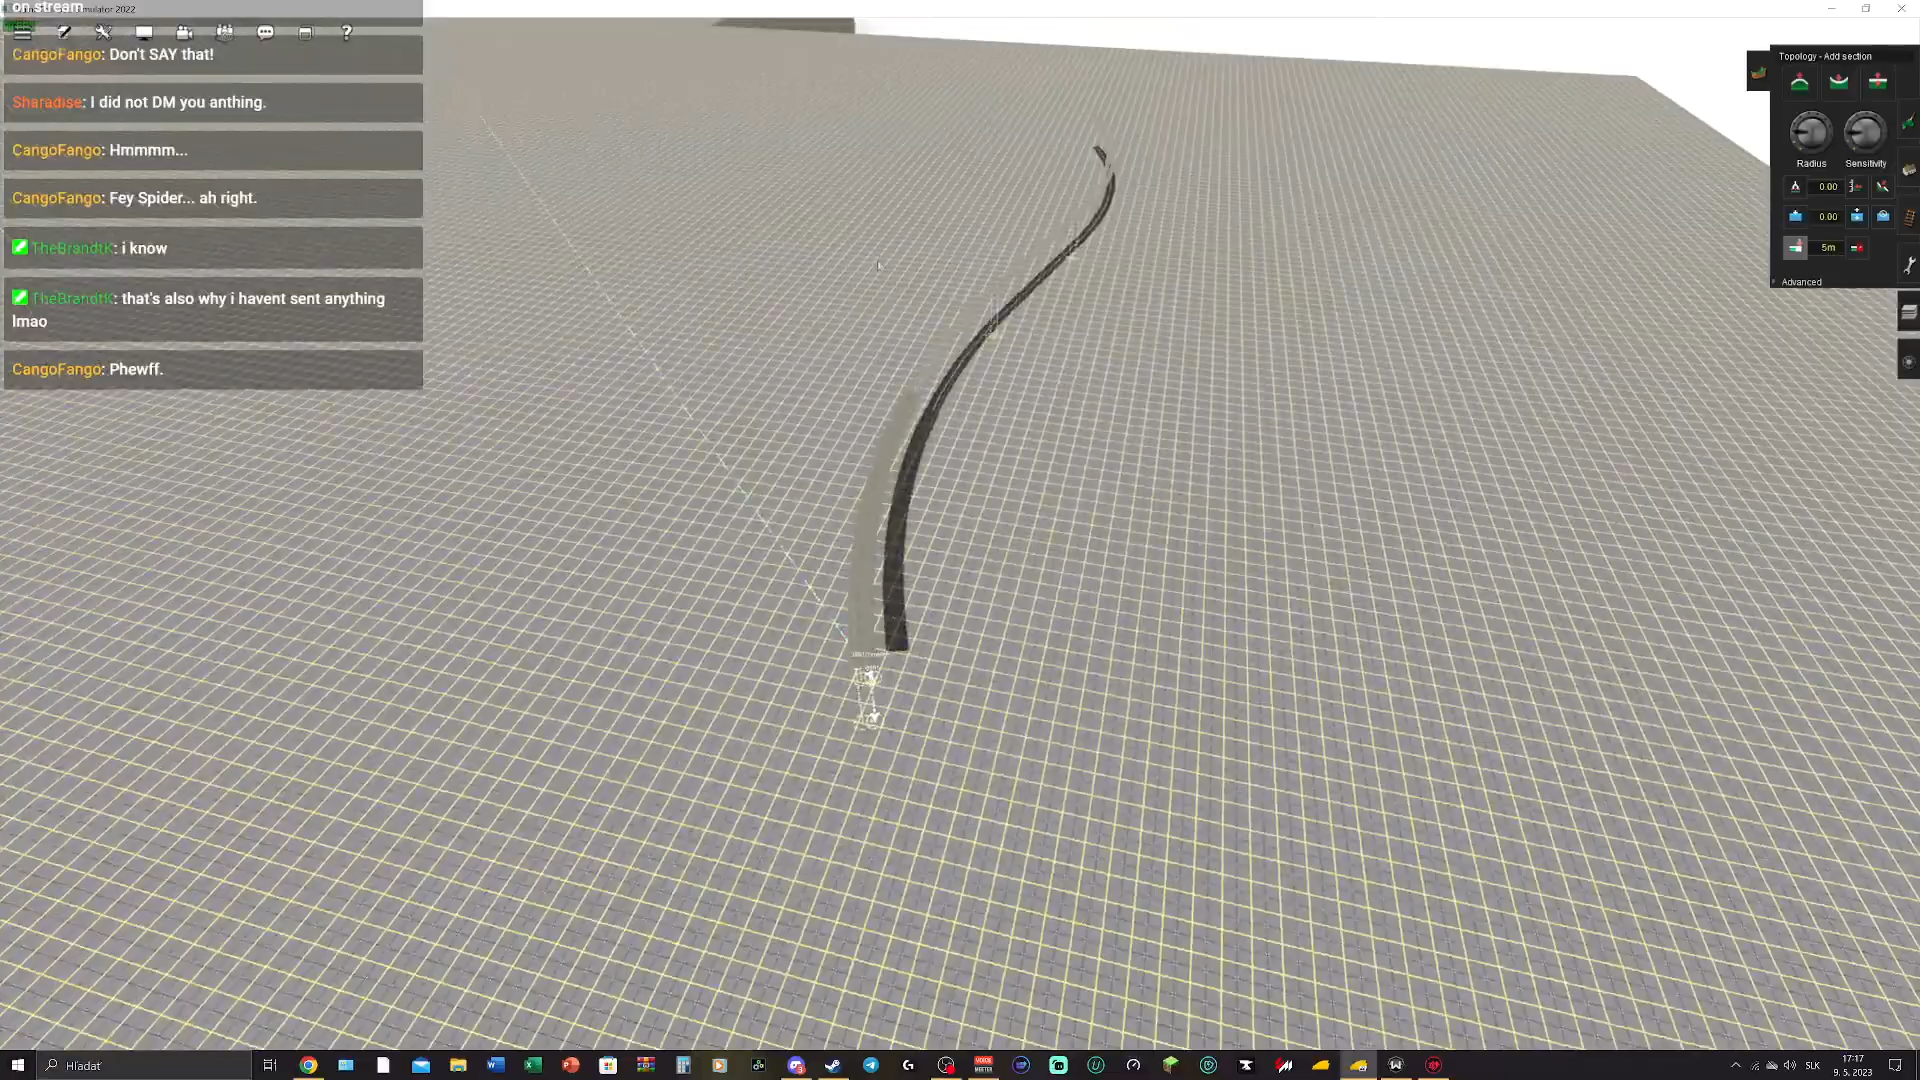 on stream
mulator 2022
CangoFango: Don't SAY that!
Sharadise: I did not DM you anthing.
CangoFango: Hmmmm...
CangoFango: Fey Spider... ah right.
TheBrandtK: i know
TheBrandtK: that's also why i havent sent anything
lmao
CangoFango: Phewff.
Topology - Add section
Radius
Sensitivity
0.00
0.00
5m
Advanced
Hľadať
VOICE
MEETER
SLK
17:17
9. 5. 2023